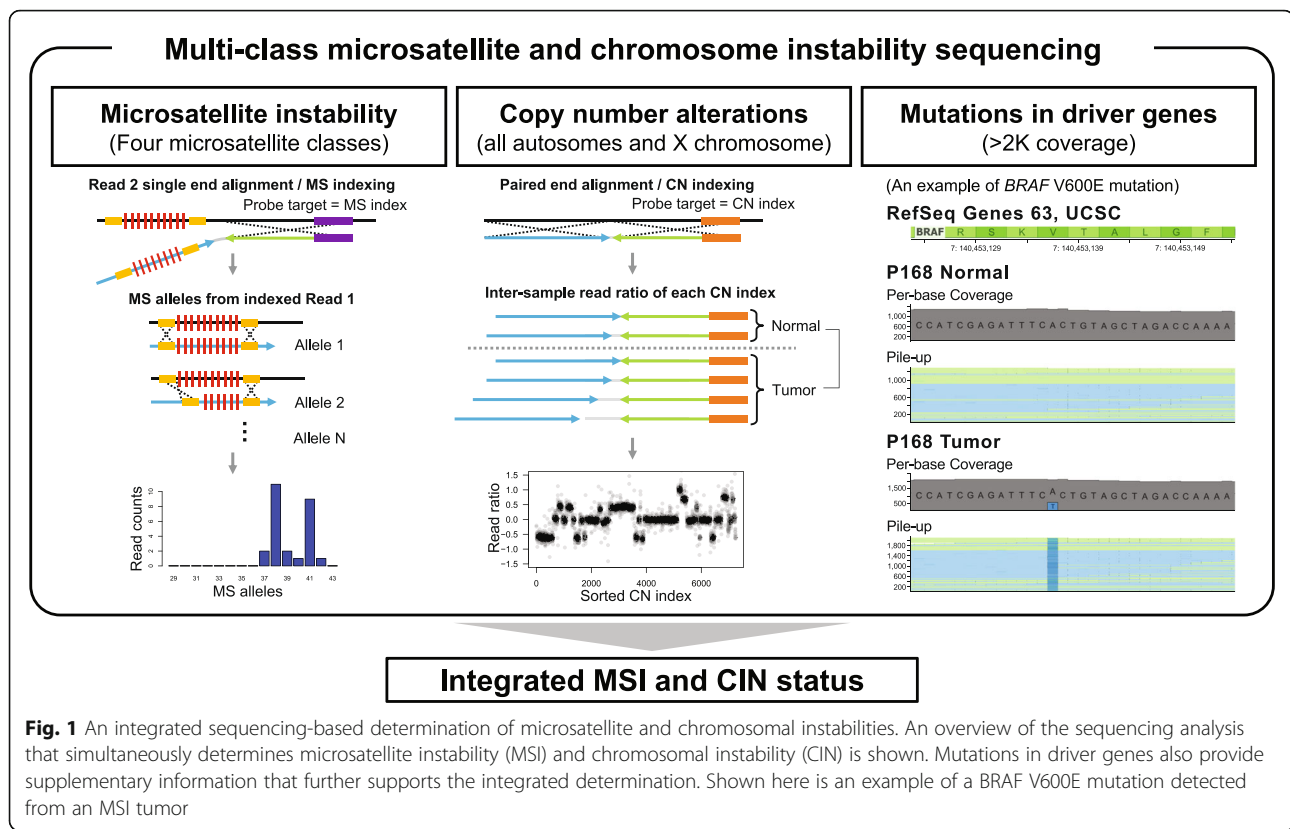 Multi-class microsatellite and chromosome instability sequencing
Microsatellite instability
(Four microsatellite classes)
Read 2 single end alignment / MS indexing
Probe target = MS index
MS alleles from indexed Read 1
Allele 1
Allele 2
Allele N
Read counts
10
8
6
4
2
0
29 31 33 35 37 39 41 43
MS alleles
Copy number alterations
(all autosomes and X chromosome)
Paired end alignment / CN indexing
Probe target = CN index
Inter-sample read ratio of each CN index
Normal
Tumor
Read ratio
1.5
1.0
0.5
0.0
−0.5
−1.0
−1.5
0 2000 4000 6000
Sorted CN index
Mutations in driver genes
(>2K coverage)
(An example of BRAF V600E mutation)
RefSeq Genes 63, UCSC
BRAF R S K V T A L G F
7: 140,453,129 7: 140,453,139 7: 140,453,149
P168 Normal
Per-base Coverage
1,000
600
200
C C A T C G A G A T T T C A C T G T A G C T A G A C C A A A A
Pile-up
1,000
600
200
P168 Tumor
Per-base Coverage
1,500
500
C C A T C G A G A T T T C A C T G T A G C T A G A C C A A A A
T
Pile-up
1,800
1,400
1,000
600
200
Integrated MSI and CIN status
Fig. 1 An integrated sequencing-based determination of microsatellite and chromosomal instabilities. An overview of the sequencing analysis
that simultaneously determines microsatellite instability (MSI) and chromosomal instability (CIN) is shown. Mutations in driver genes also provide
supplementary information that further supports the integrated determination. Shown here is an example of a BRAF V600E mutation detected
from an MSI tumor